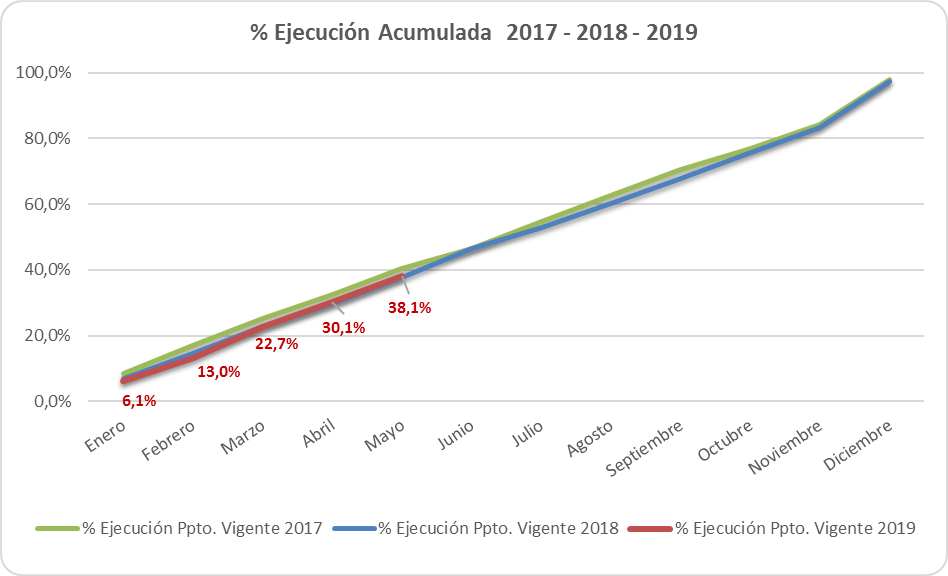 % Ejecución Acumulada 2017 - 2018 - 2019
100,0%
80,0%
60,0%
40,0%
20,0%
0,0%
38,1%
30,1%
22,7%
13,0%
6,1%
Enero
Febrero
Marzo
Abril
Mayo
Junio
Julio
Agosto
Septiembre
Octubre
Noviembre
Diciembre
% Ejecución Ppto. Vigente 2017
% Ejecución Ppto. Vigente 2018
% Ejecución Ppto. Vigente 2019